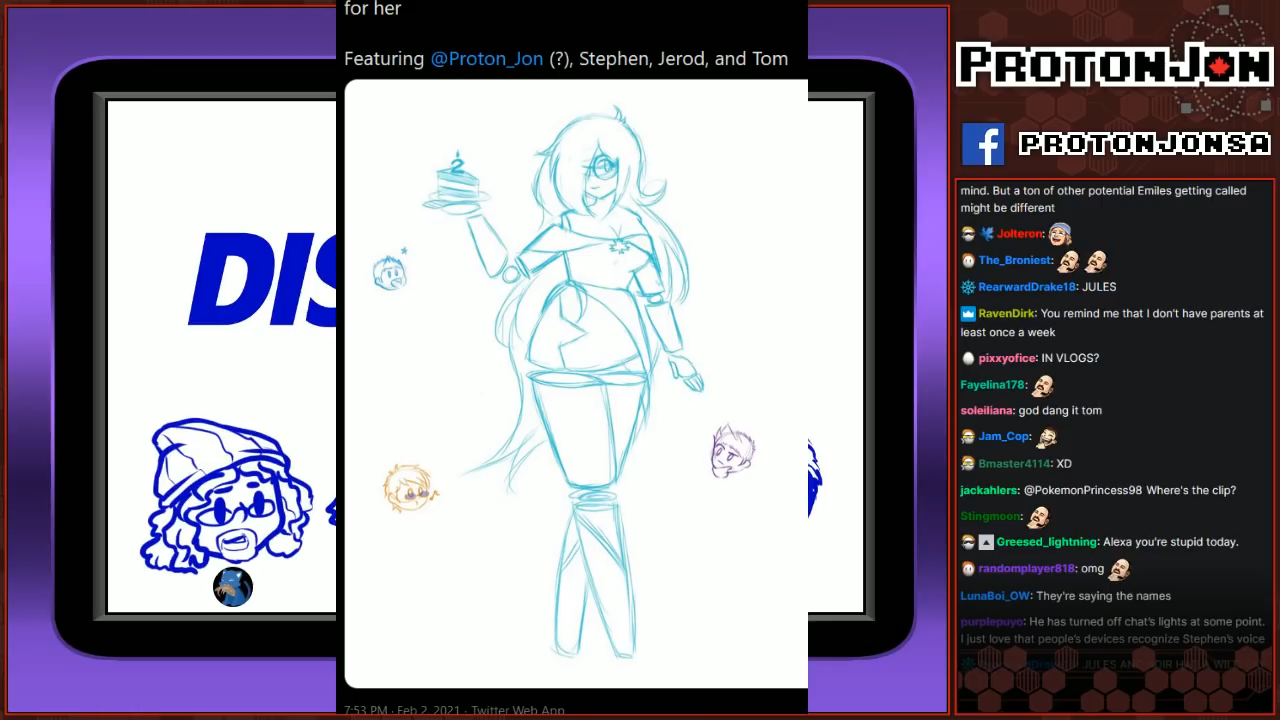 for her
Featuring @Proton_Jon (?), Stephen, Jerod, and Tom
2
7:53 PM · Feb 2, 2021 · Twitter Web App
DIS
PROTONJON
f PROTONJONSA
mind. But a ton of other potential Emiles getting called
might be different
Jolteron:
The_Broniest:
RearwardDrake18: JULES
RavenDirk: You remind me that I don't have parents at
least once a week
pixxyofice: IN VLOGS?
Fayelina178:
soleiliana: god dang it tom
Jam_Cop:
Bmaster4114: XD
jackahlers: @PokemonPrincess98 Where's the clip?
Stingmoon:
Greesed_lightning: Alexa you're stupid today.
randomplayer818: omg
LunaBoi_OW: They're saying the names
purplepuyo: He has turned off chat's lights at some point.
I just love that people's devices recognize Stephen's voice
JULES AND